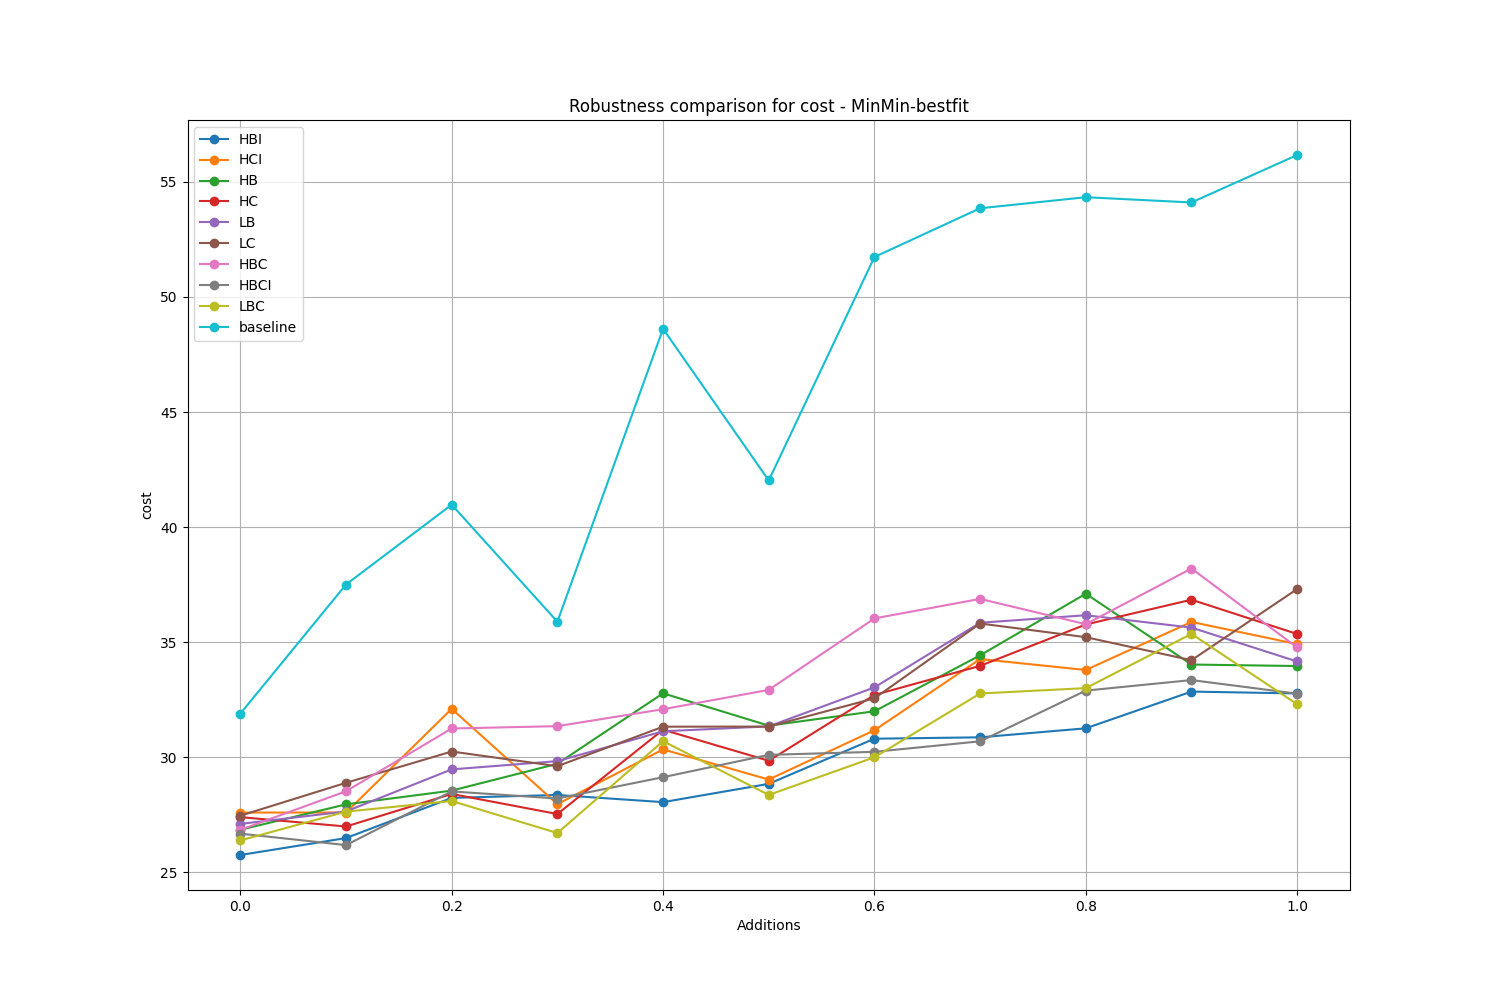 Robustness comparison for cost - MinMin-bestfit
HBI
HCI
HB
HC
LB
LC
HBC
HBCI
LBC
baseline
55
50
45
40
35
30
25
cost
0.0 0.2 0.4 0.6 0.8 1.0
Additions